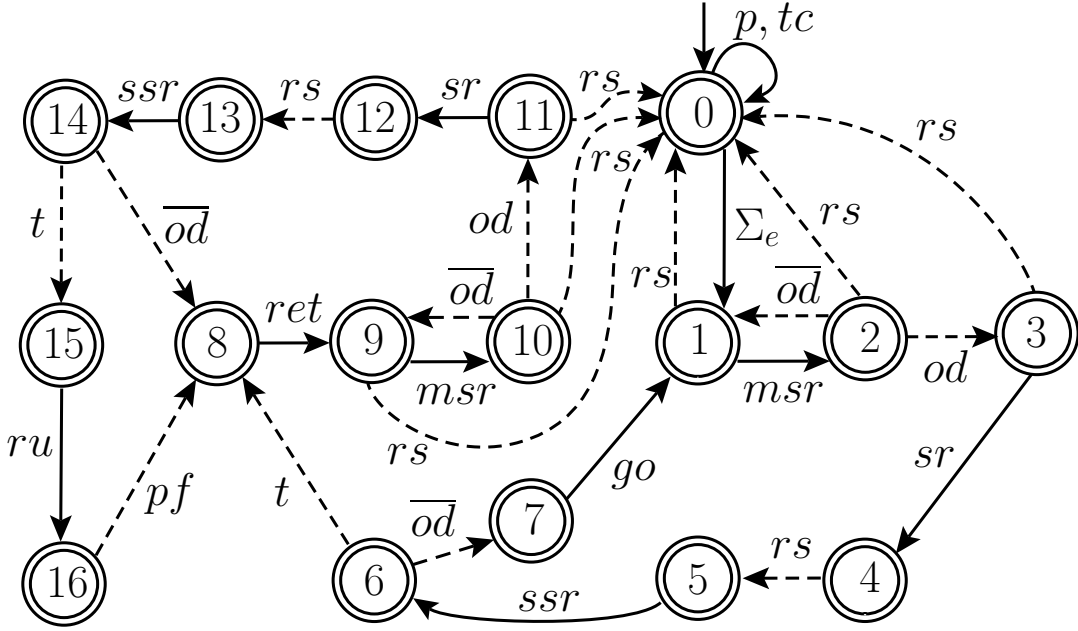 p, tc
14 ssr 13 rs 12 sr 11 rs 0
rs
rs
t
od
od
Σe
rs
15
8 ret 9
od
10
rs
1
od
2
3
msr
msr
od
ru
rs
pf
t
od
7
go
sr
16
6
ssr
5
rs
4